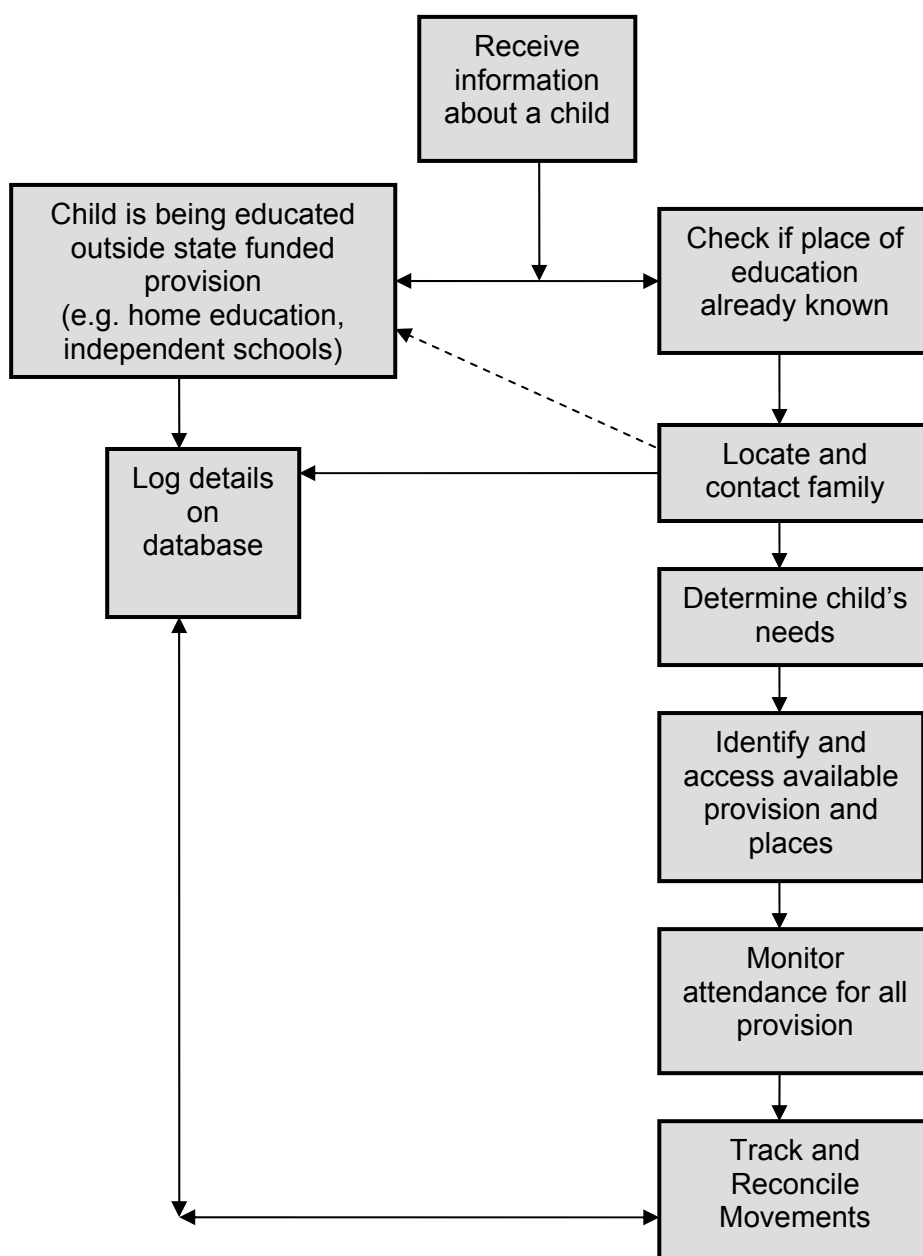 Receive
information
about a child
Child is being educated
outside state funded
provision
(e.g. home education,
independent schools)
Check if place of
education
already known
Log details
on
database
Locate and
contact family
Determine child’s
needs
Identify and
access available
provision and
places
Monitor
attendance for all
provision
Track and
Reconcile
Movements